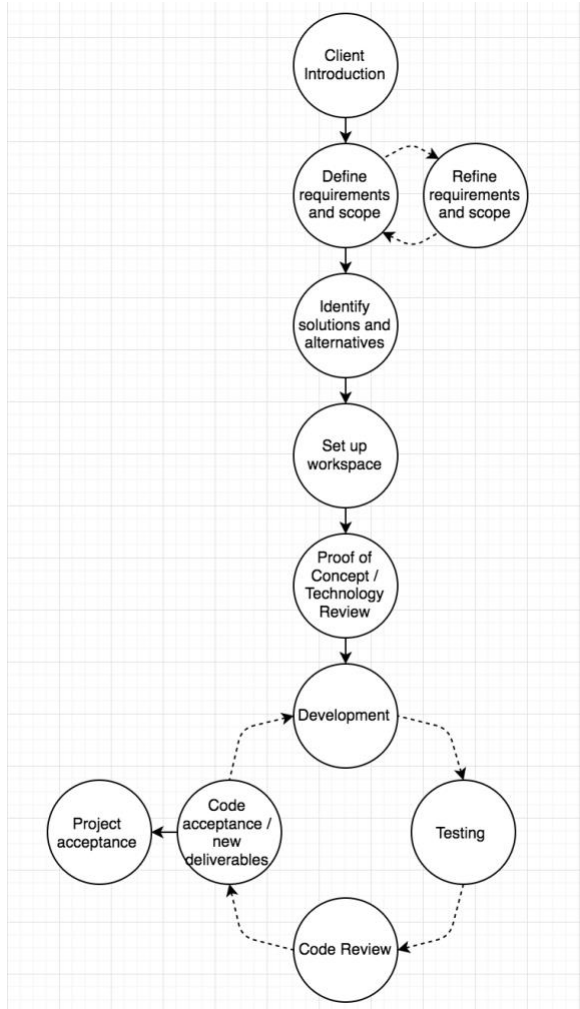 Client
Introduction
Define
requirements
and scope
Refine
requirements
and scope
Identify
solutions and
alternatives
Set up
workspace
Proof of
Concept /
Technology
Review
Development
Project
acceptance
Code
acceptance /
new
deliverables
Testing
Code Review